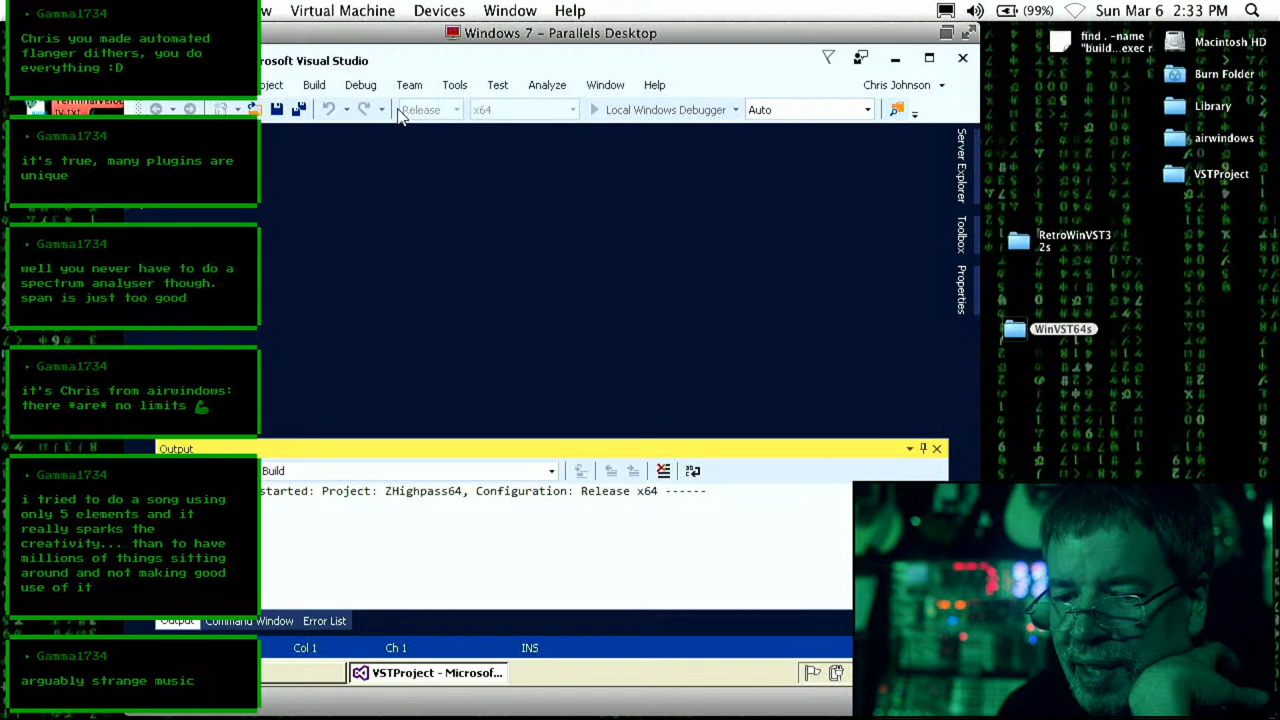 w Virtual Machine Devices Window Help
(99%) Sun Mar 6 2:33 PM
Windows 7 - Parallels Desktop
rosoft Visual Studio
oject Build Debug Team Tools Test Analyze Window Help Chris Johnson
Release x64 Local Windows Debugger Auto
Server Explorer
Toolbox
Properties
‣ Gamma1734
Chris you made automated
flanger dithers, you do
everything :D
ty.txt
‣ Gamma1734
it's true, many plugins are
unique
‣ Gamma1734
well you never have to do a
spectrum analyser though.
span is just too good
‣ Gamma1734
it's Chris from airwindows:
there *are* no limits 💪
‣ Gamma1734
i tried to do a song using
only 5 elements and it
really sparks the
creativity... than to have
millions of things sitting
around and not making good
use of it
‣ Gamma1734
arguably strange music
Output
Build
started: Project: ZHighpass64, Configuration: Release x64 ------
Output Command Window Error List
Col 1 Ch 1 INS
VSTProject - Microsof...
find . -name
"build...exec r
Macintosh HD
Burn Folder
Library
airwindows
VSTProject
RetroWinVST3
2s
WinVST64s